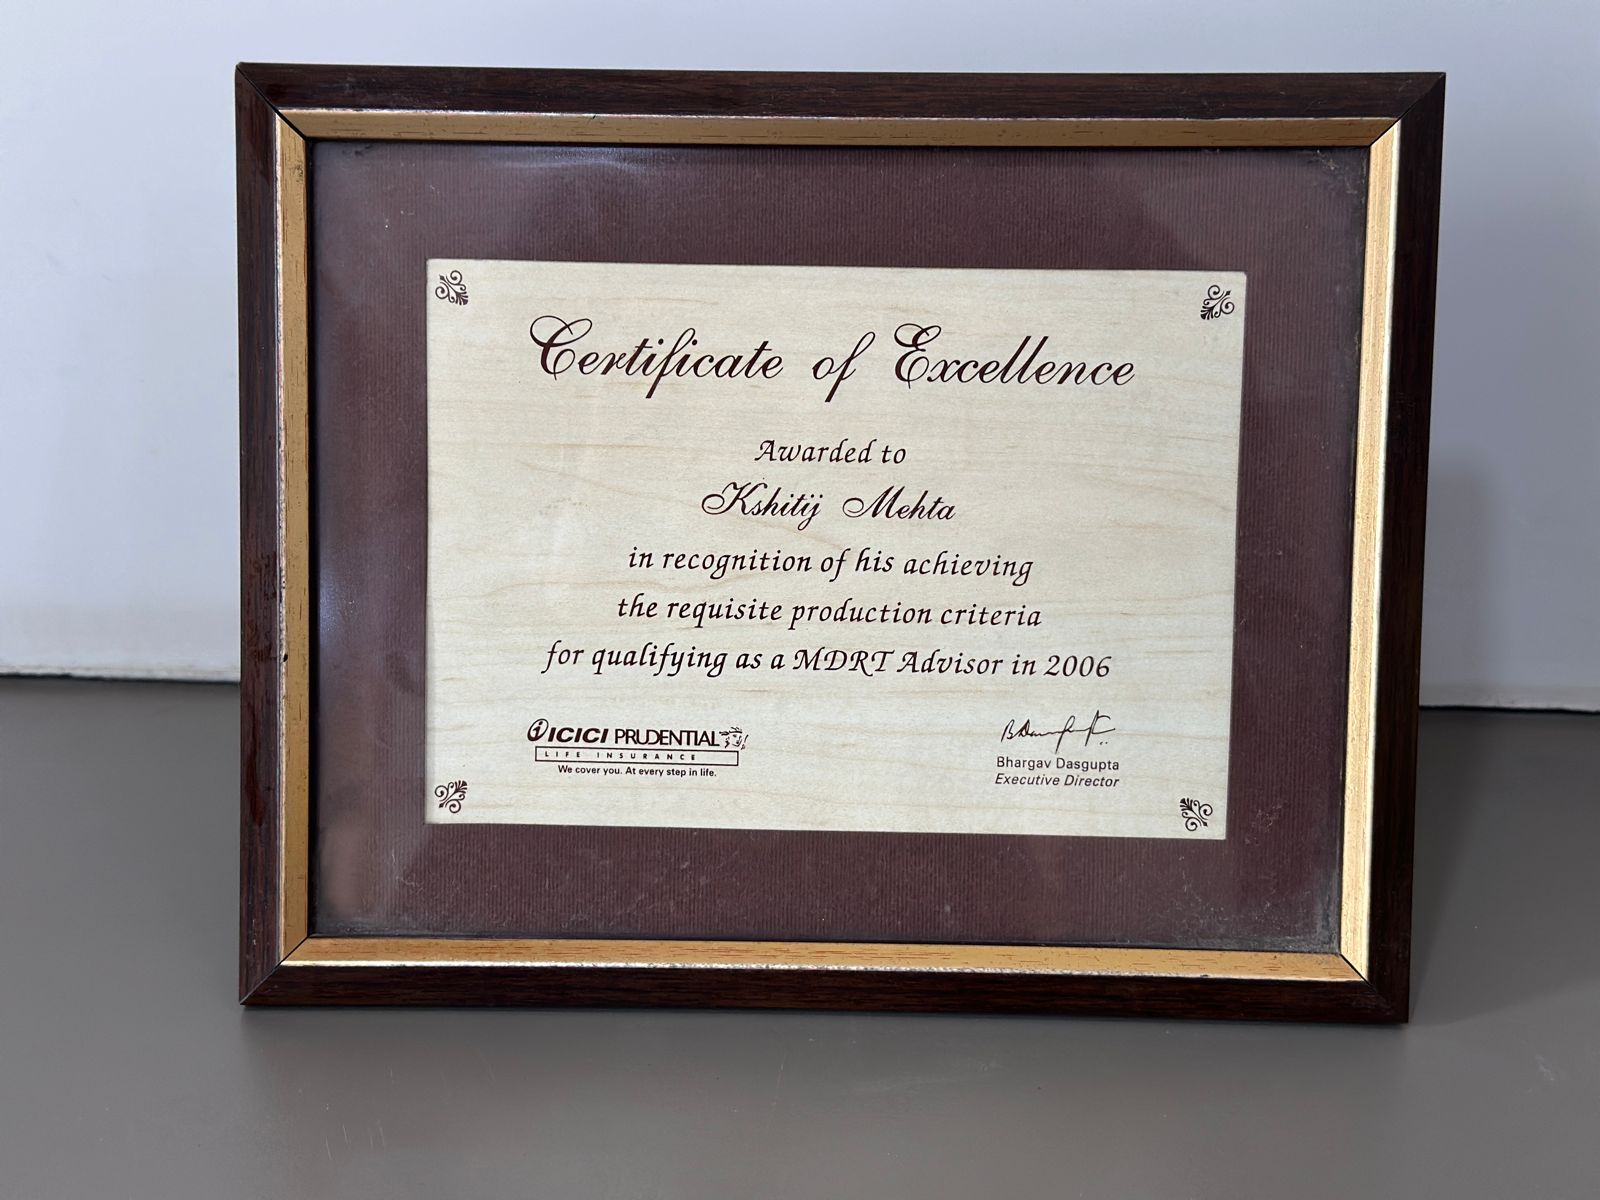 Certificate of Excellence
Awarded to
Kshitij Mehta
in recognition of his achieving
the requisite production criteria
for qualifying as a MDRT Advisor in 2006
ICICI PRUDENTIAL
LIFE INSURANCE
We cover you. At every step in life.
Bhargav Dasgupta
Executive Director